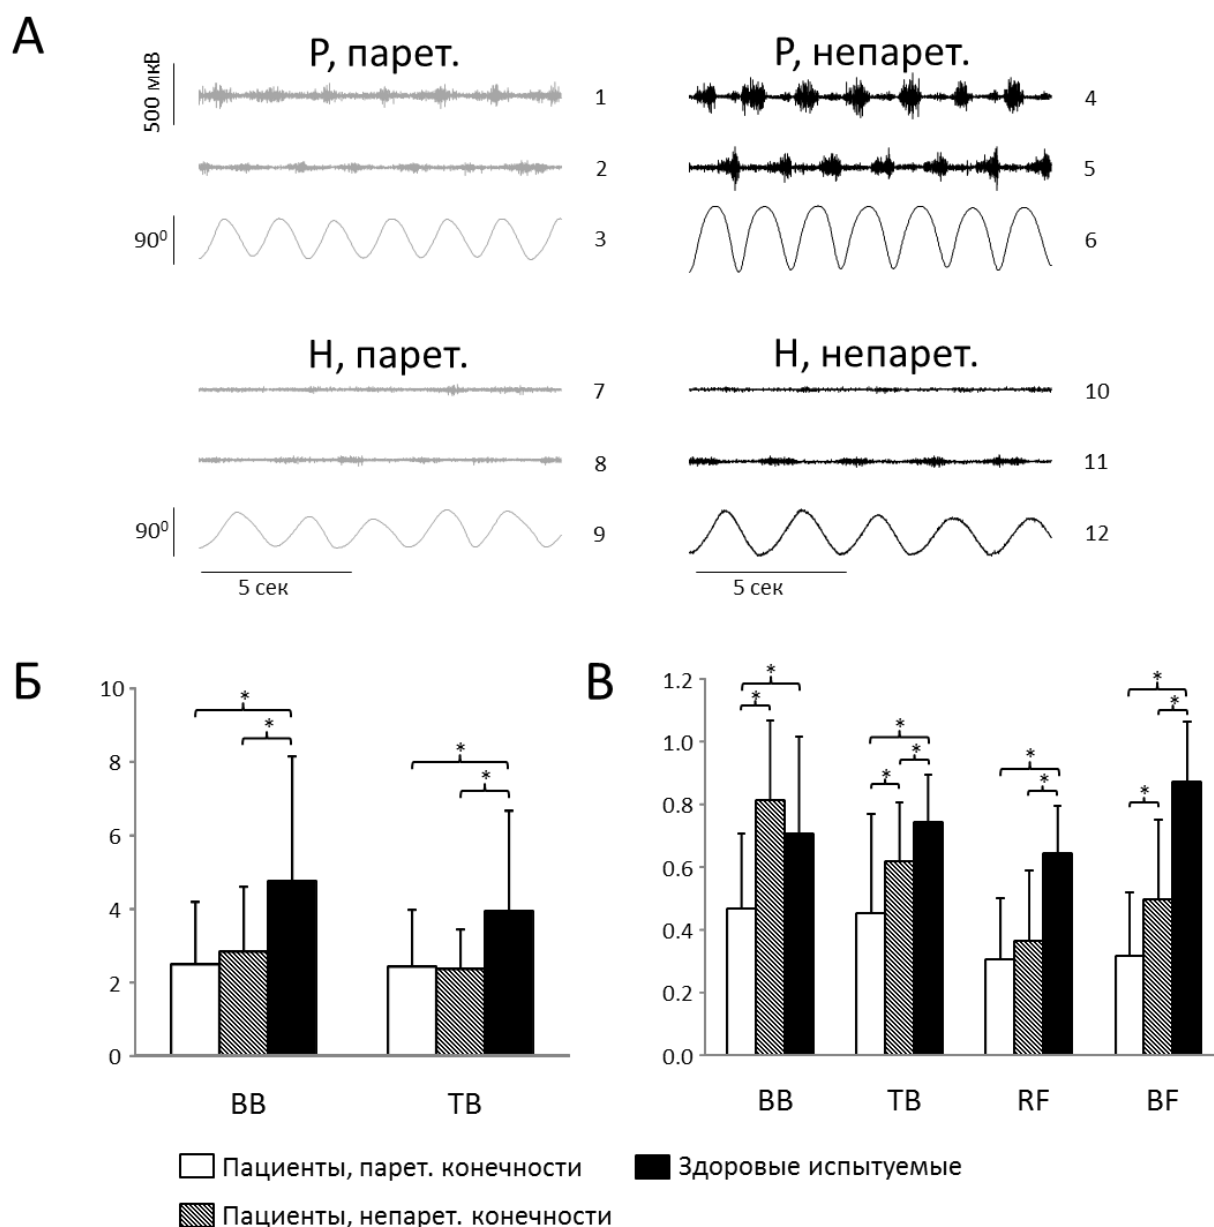 А
Р, парет.
Р, непарет.
500 мкВ
1
4
2
5
90⁰
3
6
Н, парет.
Н, непарет.
7
10
8
11
90⁰
9
12
5 сек
5 сек
Б
10
8
6
4
2
0
*
*
*
*
BB
TB
В
1.2
1.0
0.8
0.6
0.4
0.2
0.0
*
*
*
*
*
*
*
*
*
*
BB
TB
RF
BF
Пациенты, парет. конечности
Здоровые испытуемые
Пациенты, непарет. конечности